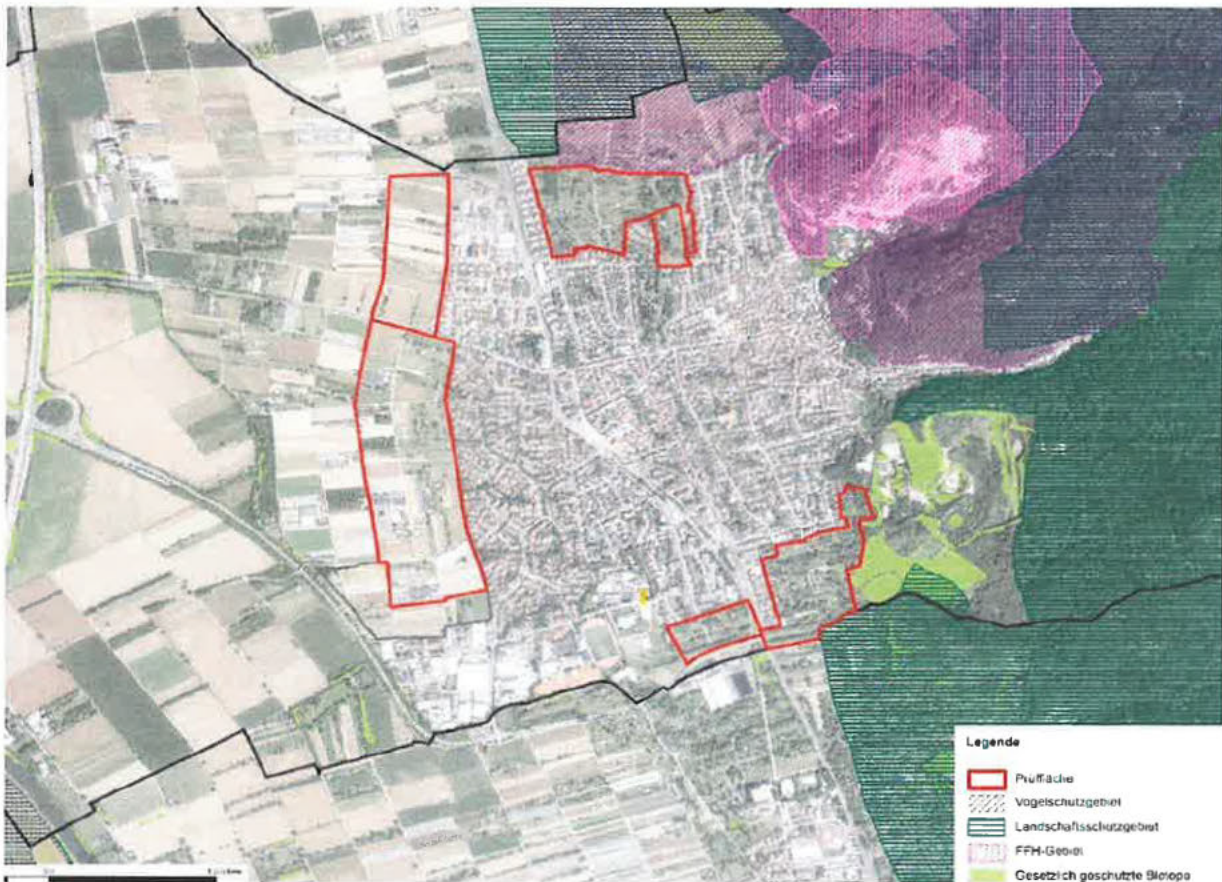 Legende
Prüffläche
Vogelschutzgebiet
Landschaftsschutzgebiet
FFH-Gebiet
Gesetzlich geschützte Biotope